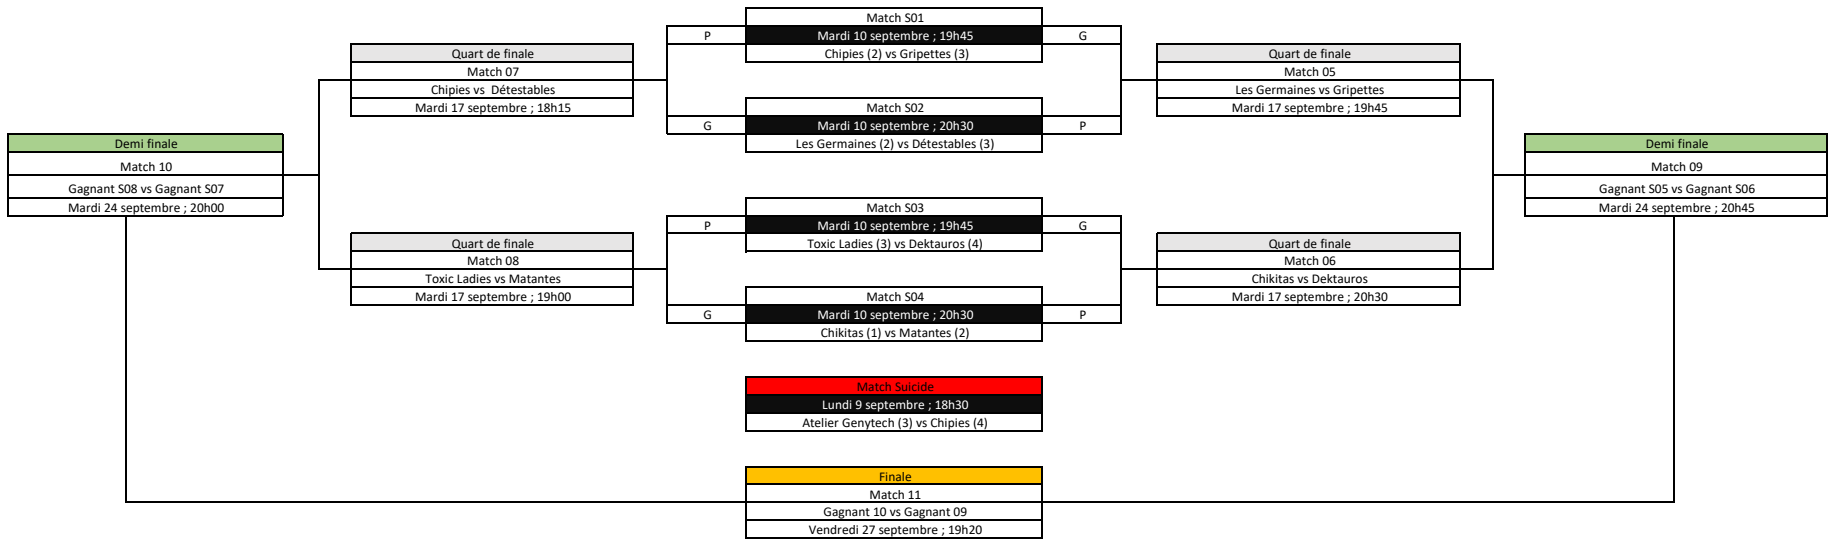 Match S01
P
Mardi 10 septembre ; 19h45
G
Chipies (2) vs Gripettes (3)
Quart de finale
Match 07
Chipies vs  Détestables
Mardi 17 septembre ; 18h15
Quart de finale
Match 05
Les Germaines vs Gripettes
Mardi 17 septembre ; 19h45
Match S02
G
Mardi 10 septembre ; 20h30
P
Les Germaines (2) vs Détestables (3)
Demi finale
Match 10
Gagnant S08 vs Gagnant S07
Mardi 24 septembre ; 20h00
Demi finale
Match 09
Gagnant S05 vs Gagnant S06
Mardi 24 septembre ; 20h45
Match S03
P
Mardi 10 septembre ; 19h45
G
Toxic Ladies (3) vs Dektauros (4)
Quart de finale
Match 08
Toxic Ladies vs Matantes
Mardi 17 septembre ; 19h00
Quart de finale
Match 06
Chikitas vs Dektauros
Mardi 17 septembre ; 20h30
Match S04
G
Mardi 10 septembre ; 20h30
P
Chikitas (1) vs Matantes (2)
Match Suicide
Lundi 9 septembre ; 18h30
Atelier Genytech (3) vs Chipies (4)
Finale
Match 11
Gagnant 10 vs Gagnant 09
Vendredi 27 septembre ; 19h20